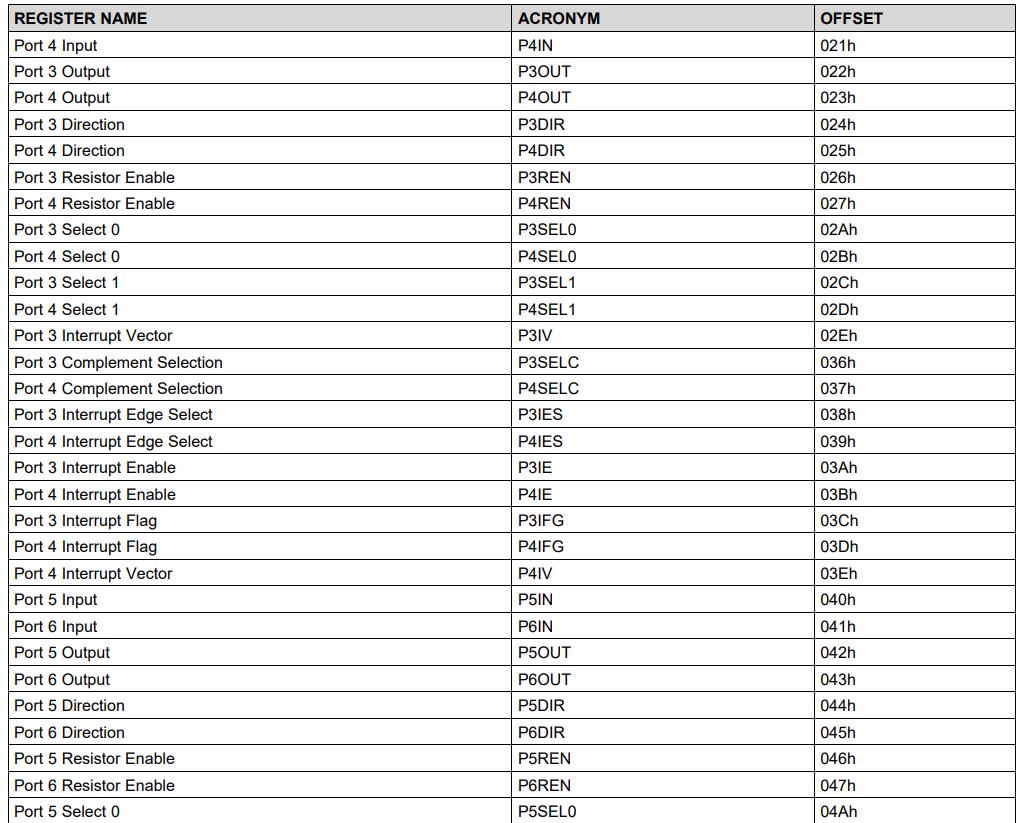 REGISTER NAME ACRONYM OFFSET
Port 4 Input P4IN 021h
Port 3 Output P3OUT 022h
Port 4 Output P4OUT 023h
Port 3 Direction P3DIR 024h
Port 4 Direction P4DIR 025h
Port 3 Resistor Enable P3REN 026h
Port 4 Resistor Enable P4REN 027h
Port 3 Select 0 P3SEL0 02Ah
Port 4 Select 0 P4SEL0 02Bh
Port 3 Select 1 P3SEL1 02Ch
Port 4 Select 1 P4SEL1 02Dh
Port 3 Interrupt Vector P3IV 02Eh
Port 3 Complement Selection P3SELC 036h
Port 4 Complement Selection P4SELC 037h
Port 3 Interrupt Edge Select P3IES 038h
Port 4 Interrupt Edge Select P4IES 039h
Port 3 Interrupt Enable P3IE 03Ah
Port 4 Interrupt Enable P4IE 03Bh
Port 3 Interrupt Flag P3IFG 03Ch
Port 4 Interrupt Flag P4IFG 03Dh
Port 4 Interrupt Vector P4IV 03Eh
Port 5 Input P5IN 040h
Port 6 Input P6IN 041h
Port 5 Output P5OUT 042h
Port 6 Output P6OUT 043h
Port 5 Direction P5DIR 044h
Port 6 Direction P6DIR 045h
Port 5 Resistor Enable P5REN 046h
Port 6 Resistor Enable P6REN 047h
Port 5 Select 0 P5SEL0 04Ah